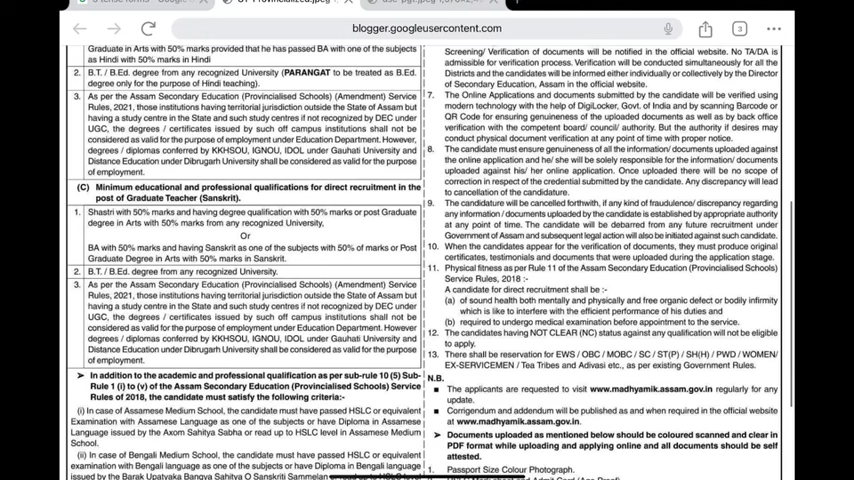 blogger.googleusercontent.com
3
Graduate in Arts with 50% marks provided that he has passed BA with one of the subjects
as Hindi with 50% marks in Hindi
2. B.T. / B.Ed. degree from any recognized University (PARANGAT to be treated as B.Ed.
degree only for the purpose of Hindi teaching).
3. As per the Assam Secondary Education (Provincialised Schools) (Amendment) Service
Rules, 2021, those institutions having territorial jurisdiction outside the State of Assam but
having a study centre in the State and such study centres if not recognized by DEC under
UGC, the degrees / certificates issued by such off campus institutions shall not be
considered as valid for the purpose of employment under Education Department. However,
degrees / diplomas conferred by KKHSOU, IGNOU, IDOL under Gauhati University and
Distance Education under Dibrugarh University shall be considered as valid for the purpose
of employment.
(C) Minimum educational and professional qualifications for direct recruitment in the
post of Graduate Teacher (Sanskrit).
1. Shastri with 50% marks and having degree qualification with 50% marks or post Graduate
degree in Arts with 50% marks from any recognized University,
Or
BA with 50% marks and having Sanskrit as one of the subjects with 50% of marks or Post
Graduate Degree in Arts with 50% marks in Sanskrit.
2. B.T. / B.Ed. degree from any recognized University.
3. As per the Assam Secondary Education (Provincialised Schools) (Amendment) Service
Rules, 2021, those institutions having territorial jurisdiction outside the State of Assam but
having a study centre in the State and such study centres if not recognized by DEC under
UGC, the degrees / certificates issued by such off campus institutions shall not be
considered as valid for the purpose of employment under Education Department. However
degrees / diplomas conferred by KKHSOU, IGNOU, IDOL under Gauhati University and
Distance Education under Dibrugarh University shall be considered as valid for the purpose
of employment.
➢ In addition to the academic and professional qualification as per sub-rule 10 (5) Sub-
Rule 1 (i) to (v) of the Assam Secondary Education (Provincialised Schools) Service
Rules of 2018, the candidate must satisfy the following criteria:-
(i) In case of Assamese Medium School, the candidate must have passed HSLC or equivalent
Examination with Assamese Language as one of the subjects or have Diploma in Assamese
Language issued by the Axom Sahitya Sabha or read up to HSLC level in Assamese Medium
School.
(ii) In case of Bengali Medium School, the candidate must have passed HSLC or equivalent
examination with Bengali language as one of the subjects or have Diploma in Bengali language
issued by the Barak Upatyaka Bangya Sahitya O Sanskriti Sammelan or read up to HSLC level
Screening/ Verification of documents will be notified in the official website. No TA/DA is
admissible for verification process. Verification will be conducted simultaneously for all the
Districts and the candidates will be informed either individually or collectively by the Director
of Secondary Education, Assam in the official website.
7. The Online Applications and documents submitted by the candidate will be verified using
modern technology with the help of DigiLocker, Govt. of India and by scanning Barcode or
QR Code for ensuring genuineness of the uploaded documents as well as by back office
verification with the competent board/ council/ authority. But the authority if desires may
conduct physical document verification at any point of time with proper notice.
8. The candidate must ensure genuineness of all the information/ documents uploaded against
the online application and he/ she will be solely responsible for the information/ documents
uploaded against his/ her online application. Once uploaded there will be no scope of
correction in respect of the credential submitted by the candidate. Any discrepancy will lead
to cancellation of the candidature.
9. The candidature will be cancelled forthwith, if any kind of fraudulence/ discrepancy regarding
any information / documents uploaded by the candidate is established by appropriate authority
at any point of time. The candidate will be debarred from any future recruitment under
Government of Assam and subsequent legal action will also be initiated against such candidate.
10. When the candidates appear for the verification of documents, they must produce original
certificates, testimonials and documents that were uploaded during the application stage.
11. Physical fitness as per Rule 11 of the Assam Secondary Education (Provincialised Schools)
Service Rules, 2018 :-
A candidate for direct recruitment shall be :-
(a) of sound health both mentally and physically and free organic defect or bodily infirmity
which is like to interfere with the efficient performance of his duties and
(b) required to undergo medical examination before appointment to the service.
12. The candidates having NOT CLEAR (NC) status against any qualification will not be eligible
to apply.
13. There shall be reservation for EWS / OBC / MOBC / SC / ST(P) / SH(H) / PWD / WOMEN/
EX-SERVICEMEN / Tea Tribes and Adivasi etc., as per existing Government Rules.
N.B.
■ The applicants are requested to visit www.madhyamik.assam.gov.in regularly for any
update.
■ Corrigendum and addendum will be published as and when required in the official website
at www.madhyamik.assam.gov.in.
➢ Documents uploaded as mentioned below should be coloured scanned and clear in
PDF format while uploading and applying online and all documents should be self
attested.
1. Passport Size Colour Photograph.